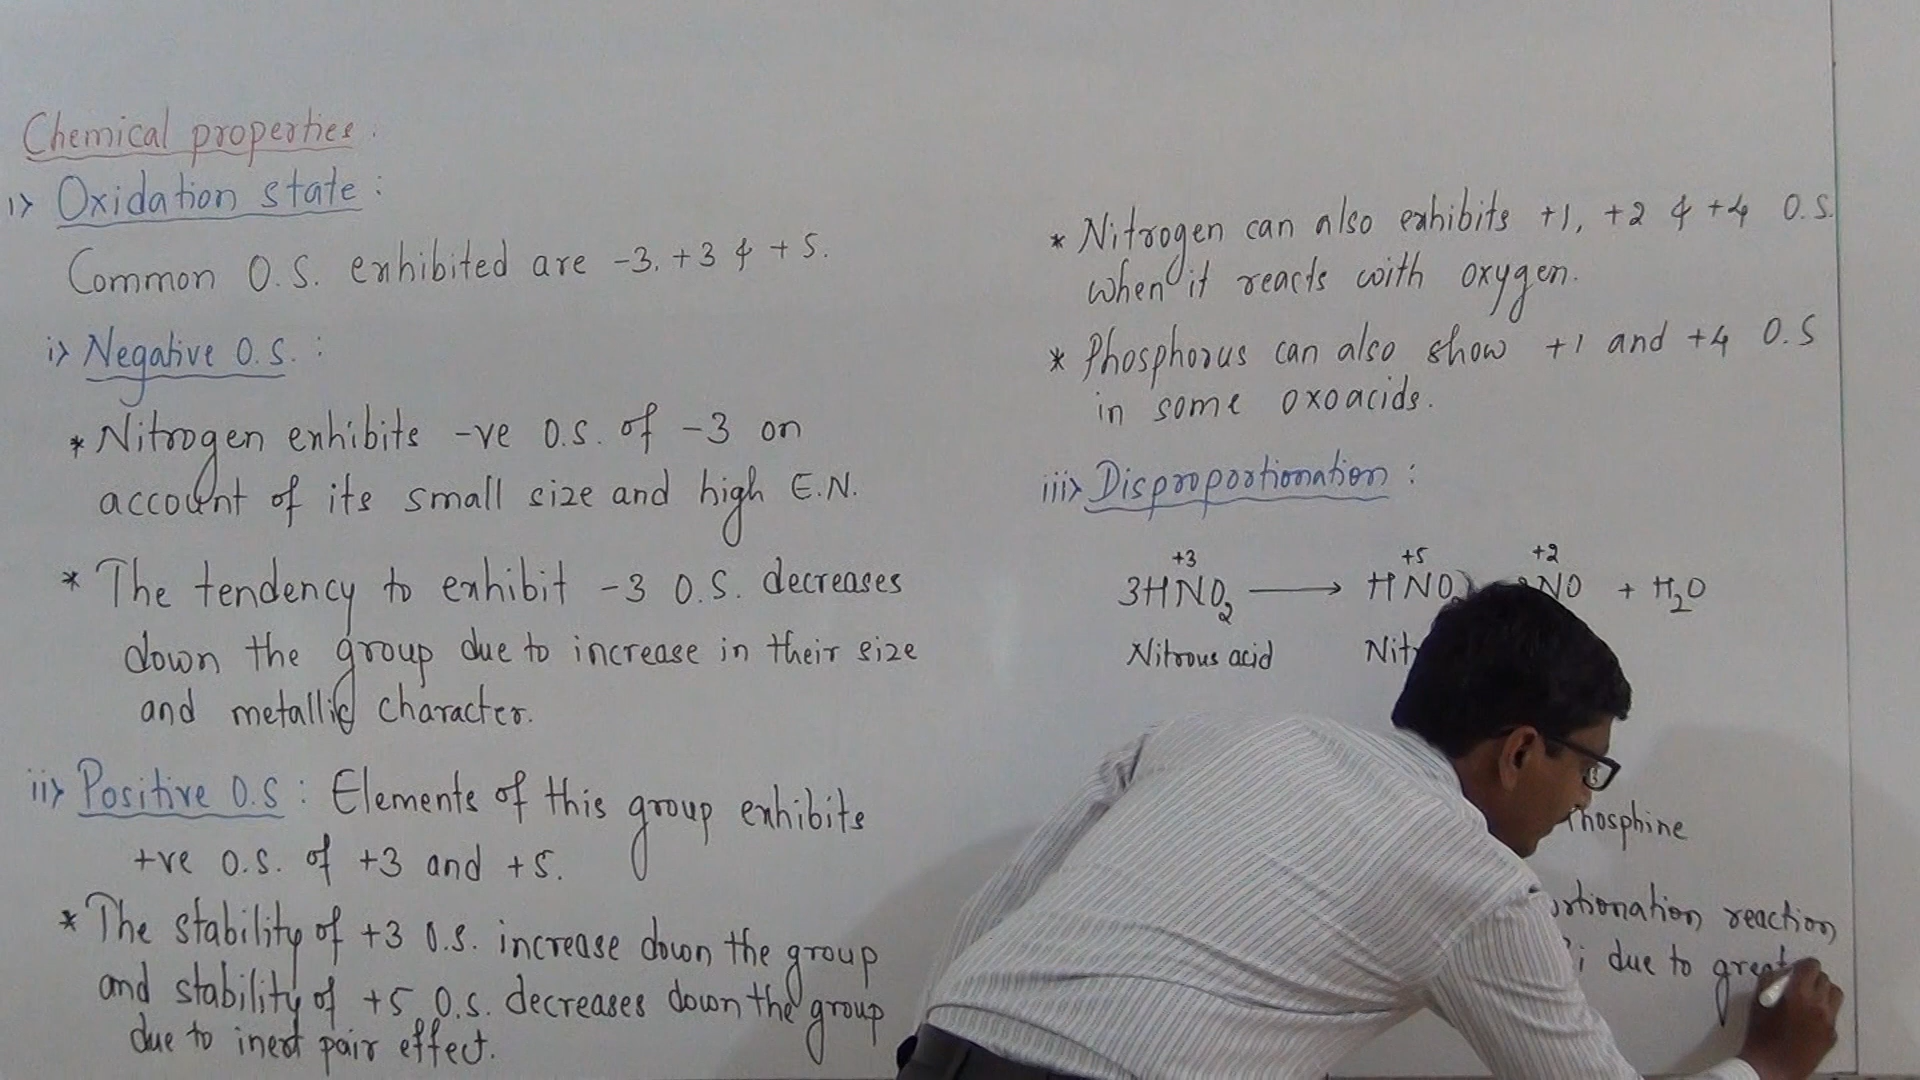 Chemical properties:
1) Oxidation state:
Common O.S. exhibited are -3, +3 & +5.
i) Negative O.S. :
* Nitrogen exhibits -ve O.S. of -3 on
account of its small size and high E.N.
* The tendency to exhibit -3 O.S. decreases
down the group due to increase in their size
and metallic character.
ii) Positive O.S : Elements of this group exhibits
+ve O.S. of +3 and +5.
* The stability of +3 O.S. increase down the group
and stability of +5 O.S. decreases down the group
due to inert pair effect.
* Nitrogen can also exhibits +1, +2 & +4 O.S.
when it reacts with oxygen.
* Phosphorus can also show +1 and +4 O.S
in some oxoacids.
iii) Disproportionation :
+3 +5 +2
3HNO₂ ⟶ HNO NO + H₂O
Nitrous acid
Phosphine
reaction
due to